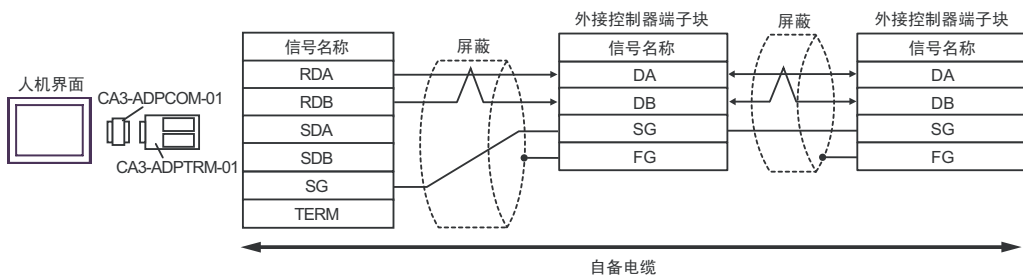 人机界面
CA3-ADPCOM-01
CA3-ADPTRM-01
信号名称
RDA
RDB
SDA
SDB
SG
TERM
屏蔽
外接控制器端子块
信号名称
DA
DB
SG
FG
屏蔽
外接控制器端子块
信号名称
DA
DB
SG
FG
自备电缆